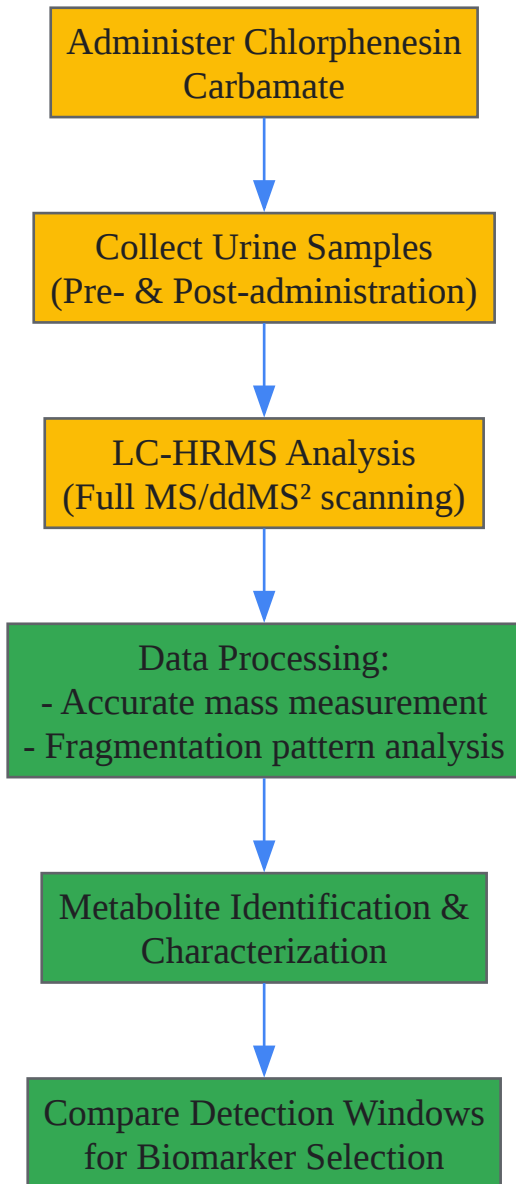 Administer Chlorphenesin
Carbamate
Collect Urine Samples
(Pre- & Post-administration)
LC-HRMS Analysis
(Full MS/ddMS² scanning)
Data Processing:
- Accurate mass measurement
- Fragmentation pattern analysis
Metabolite Identification &
Characterization
Compare Detection Windows
for Biomarker Selection